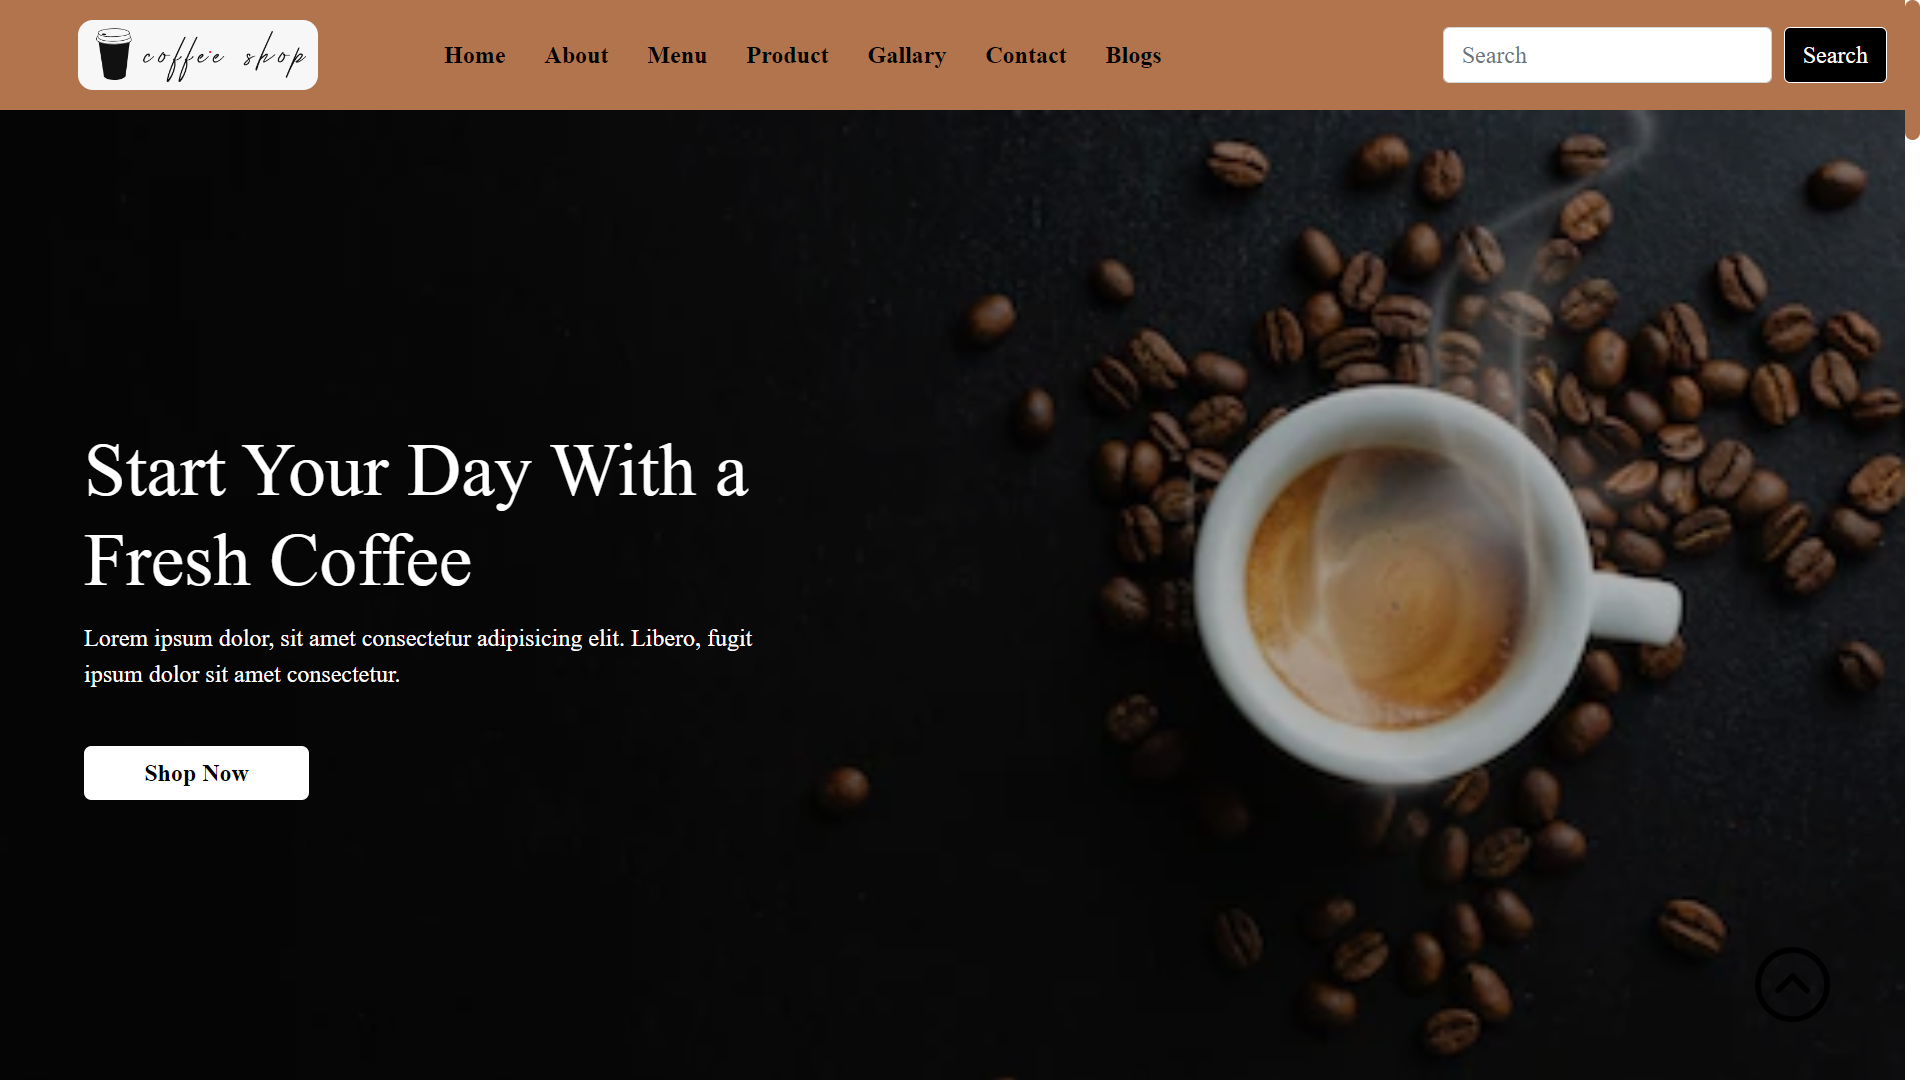 coffee shop
Home About Menu Product Gallary Contact Blogs
Search Search
Start Your Day With a
Fresh Coffee
Lorem ipsum dolor, sit amet consectetur adipisicing elit. Libero, fugit
ipsum dolor sit amet consectetur.
Shop Now